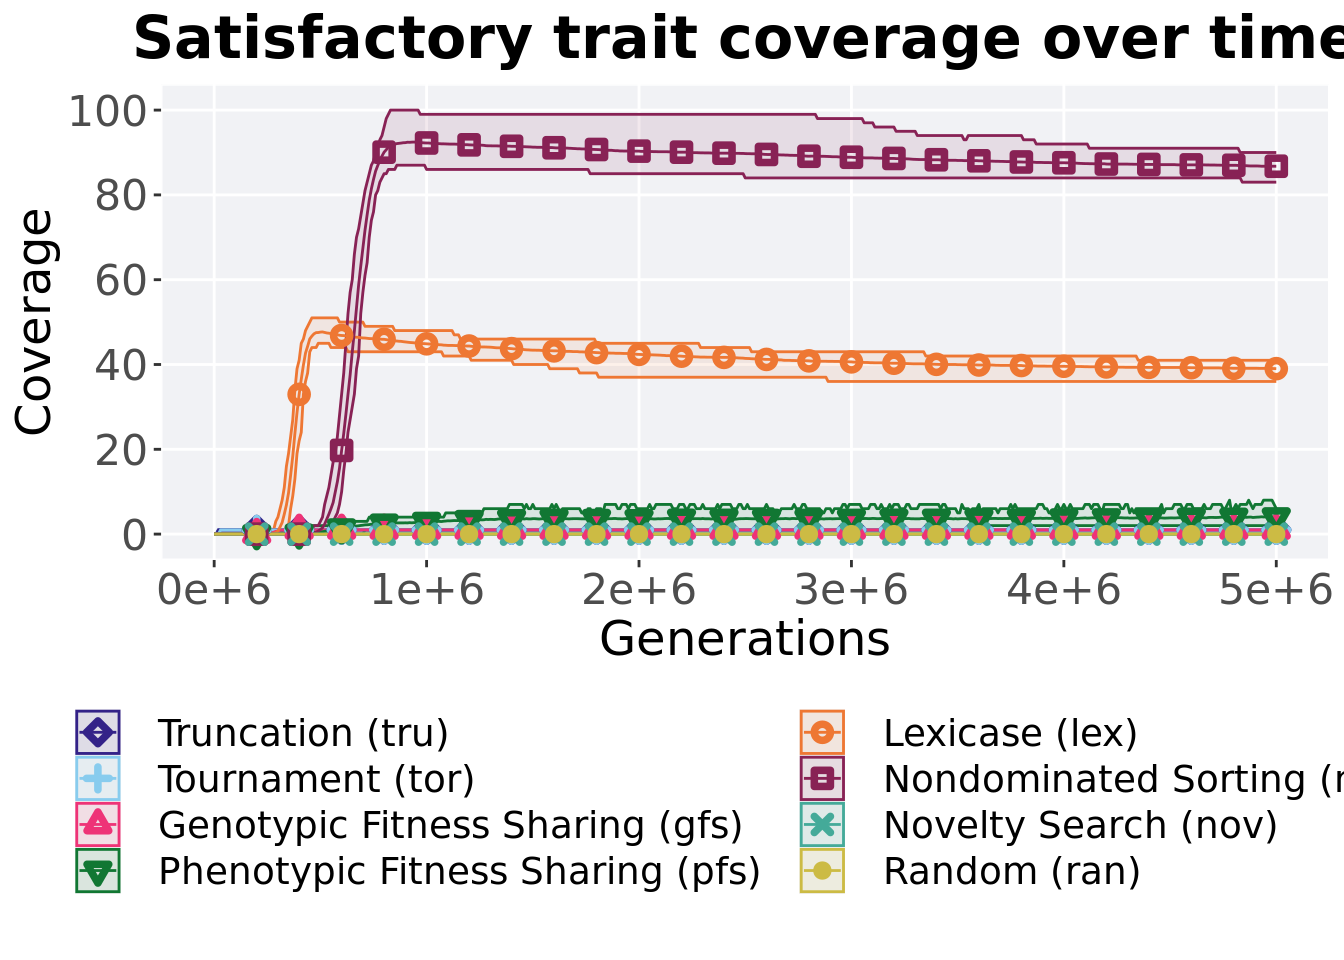 Satisfactory trait coverage over time
100
80
60
40
20
0
Coverage
0e+6 1e+6 2e+6 3e+6 4e+6 5e+6
Generations
Truncation (tru)
Tournament (tor)
Genotypic Fitness Sharing (gfs)
Phenotypic Fitness Sharing (pfs)
Lexicase (lex)
Nondominated Sorting
Novelty Search (nov)
Random (ran)